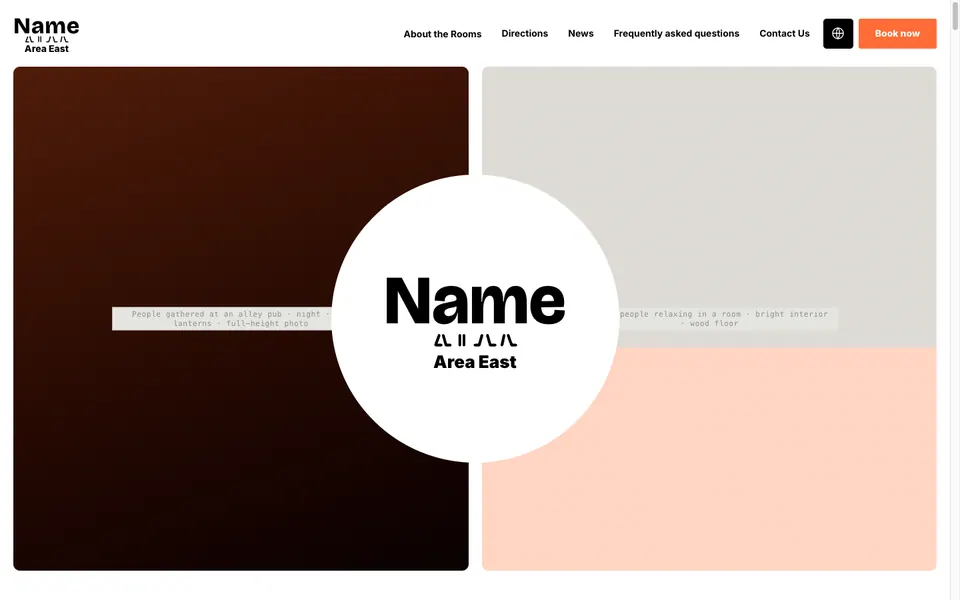 Name
Area East
About the Rooms
Directions
News
Frequently asked questions
Contact Us
Book now
People gathered at an alley pub · night ·
lanterns · full-height photo
people relaxing in a room · bright interior
· wood floor
Name
Area East